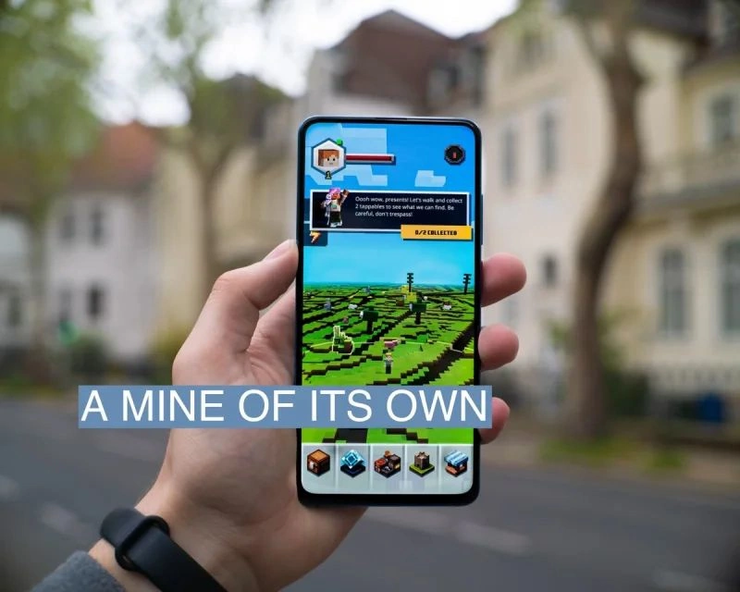 Oooh wow, presents! Let's walk and collect
2 tappables to see what we can find. Be
careful, don't trespass!
0/2 COLLECTED
A MINE OF ITS OWN